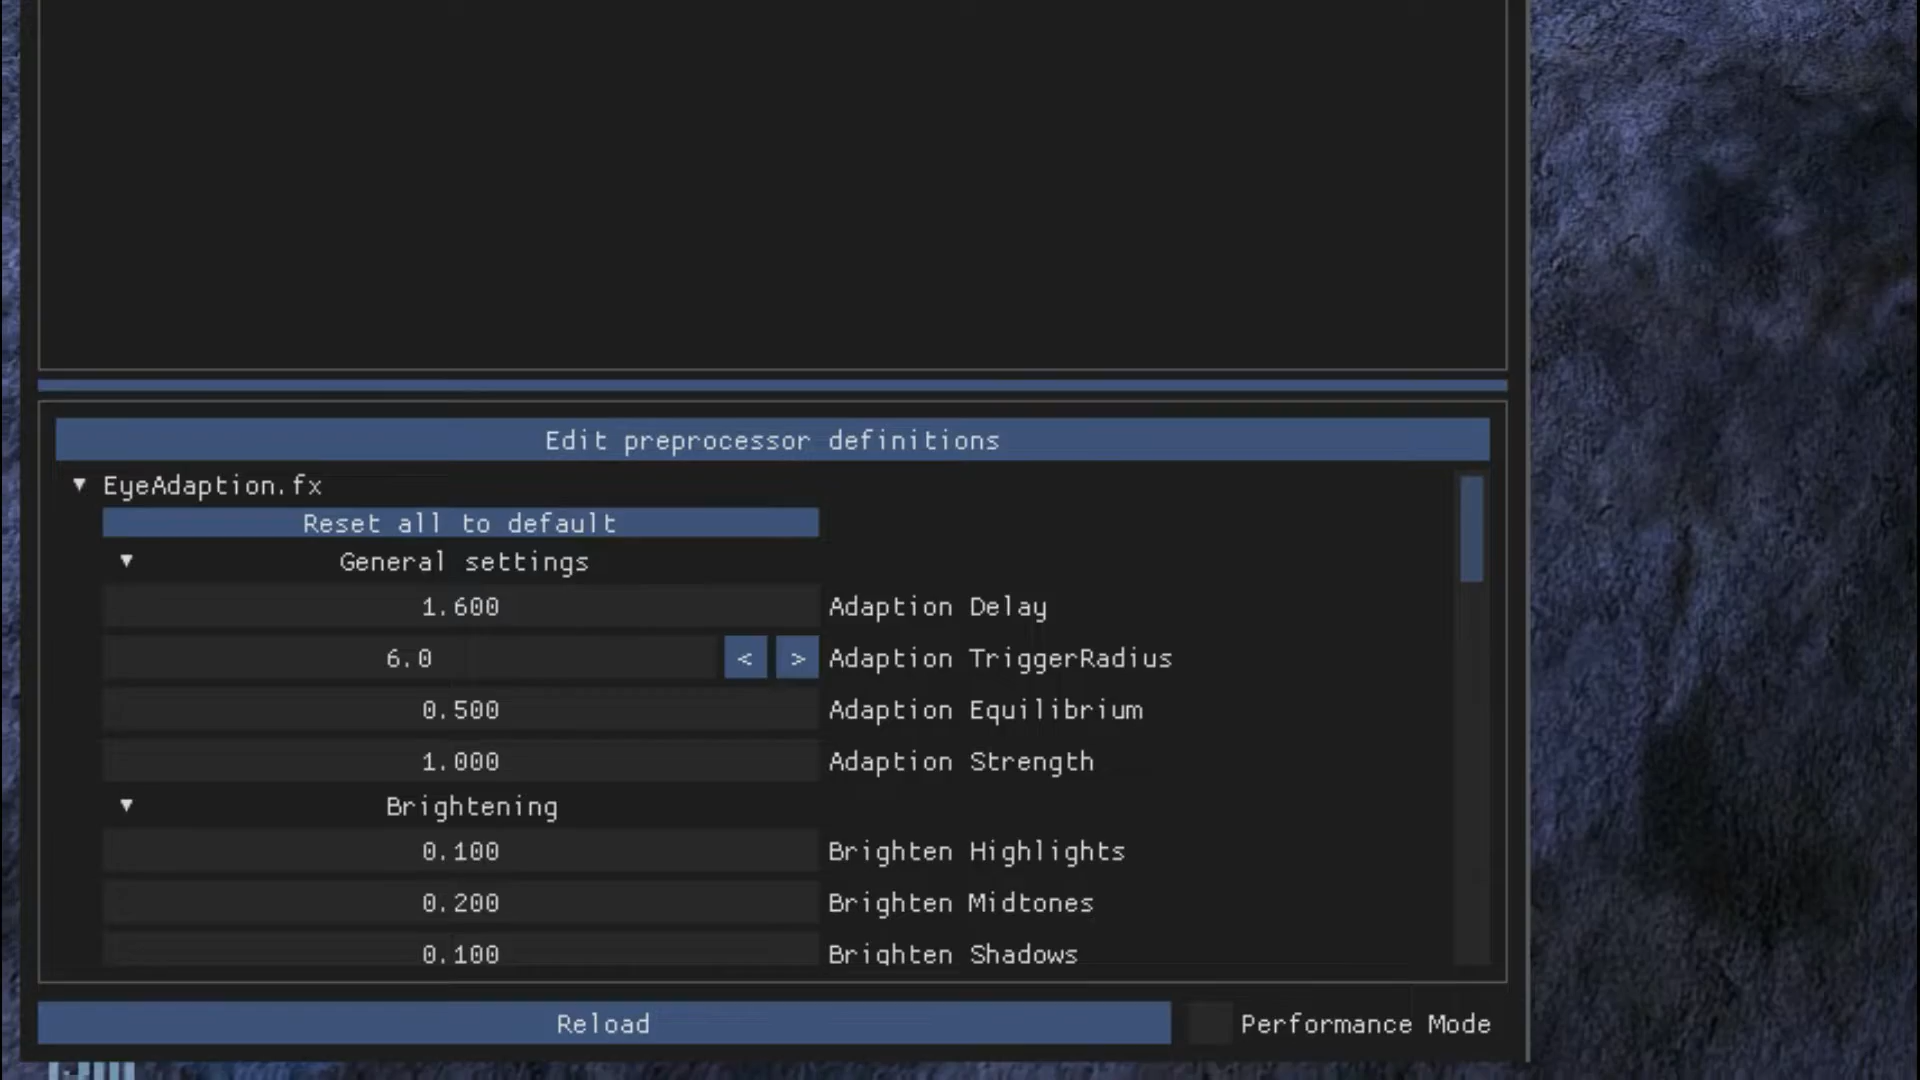 Edit preprocessor definitions
▼ EyeAdaption.fx
Reset all to default
▼ General settings
1.600 Adaption Delay
6.0 < > Adaption TriggerRadius
0.500 Adaption Equilibrium
1.000 Adaption Strength
▼ Brightening
0.100 Brighten Highlights
0.200 Brighten Midtones
0.100 Brighten Shadows
Reload Performance Mode